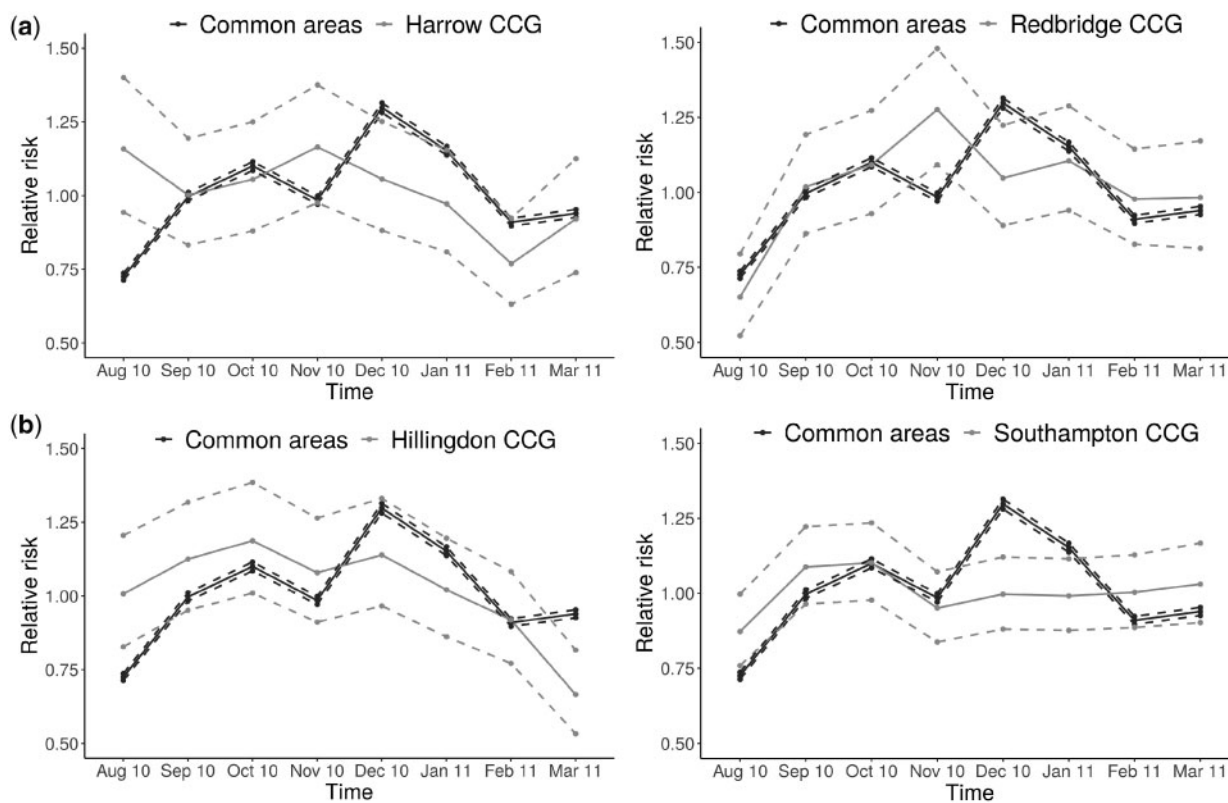 (a)
Common areas Harrow CCG
1.50
1.25
1.00
0.75
0.50
Relative risk
Aug 10 Sep 10 Oct 10 Nov 10 Dec 10 Jan 11 Feb 11 Mar 11
Time
Common areas Redbridge CCG
1.50
1.25
1.00
0.75
0.50
Relative risk
Aug 10 Sep 10 Oct 10 Nov 10 Dec 10 Jan 11 Feb 11 Mar 11
Time
(b)
Common areas Hillingdon CCG
1.50
1.25
1.00
0.75
0.50
Relative risk
Aug 10 Sep 10 Oct 10 Nov 10 Dec 10 Jan 11 Feb 11 Mar 11
Time
Common areas Southampton CCG
1.50
1.25
1.00
0.75
0.50
Relative risk
Aug 10 Sep 10 Oct 10 Nov 10 Dec 10 Jan 11 Feb 11 Mar 11
Time